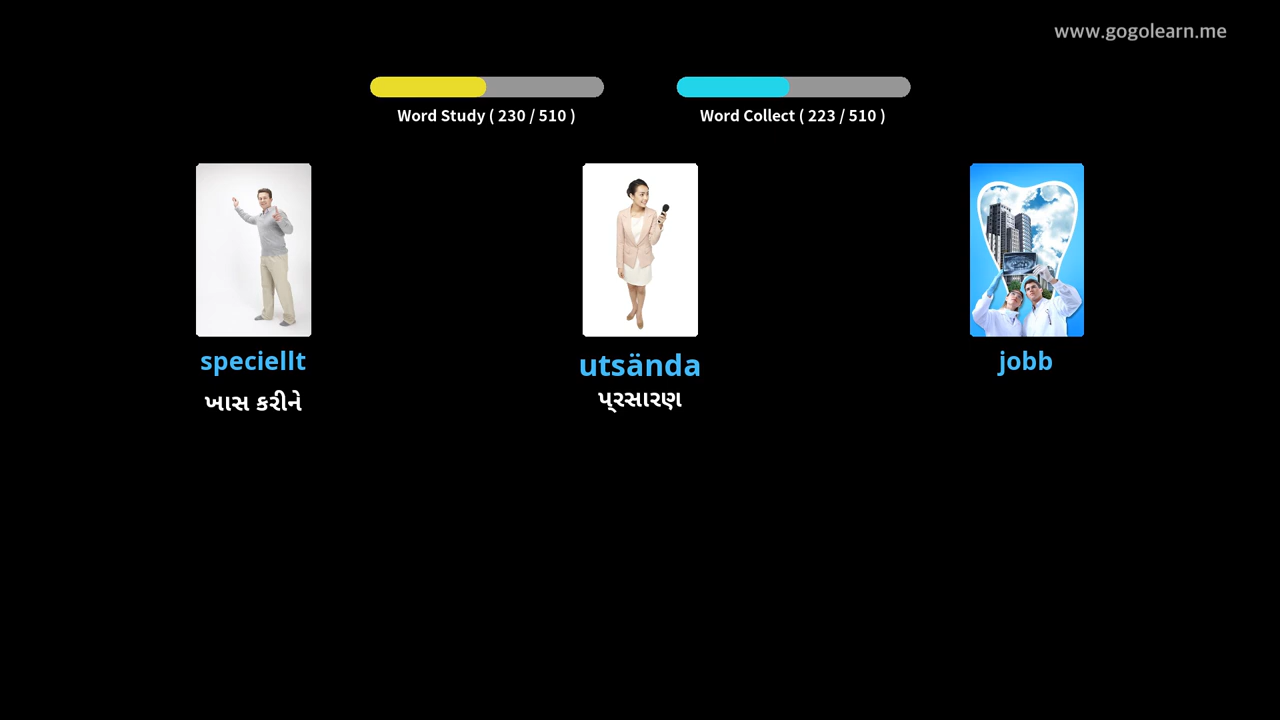 www.gogolearn.me
Word Study ( 230 / 510 )
Word Collect ( 223 / 510 )
speciellt
ખાસ કરીને
utsända
પ્રસારણ
jobb